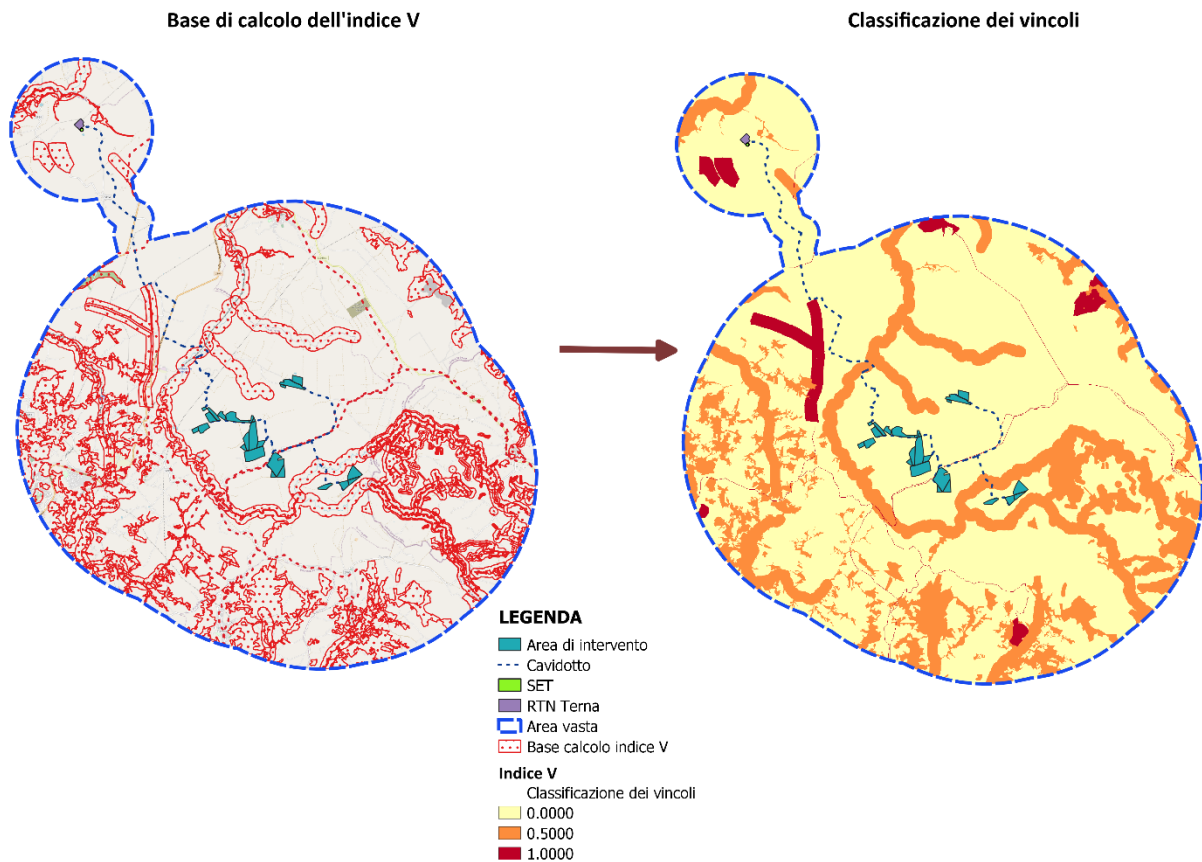 Base di calcolo dell'indice V
Classificazione dei vincoli
LEGENDA
Area di intervento
Cavidotto
SET
RTN Terna
Area vasta
Base calcolo indice V
Indice V
Classificazione dei vincoli
0.0000
0.5000
1.0000